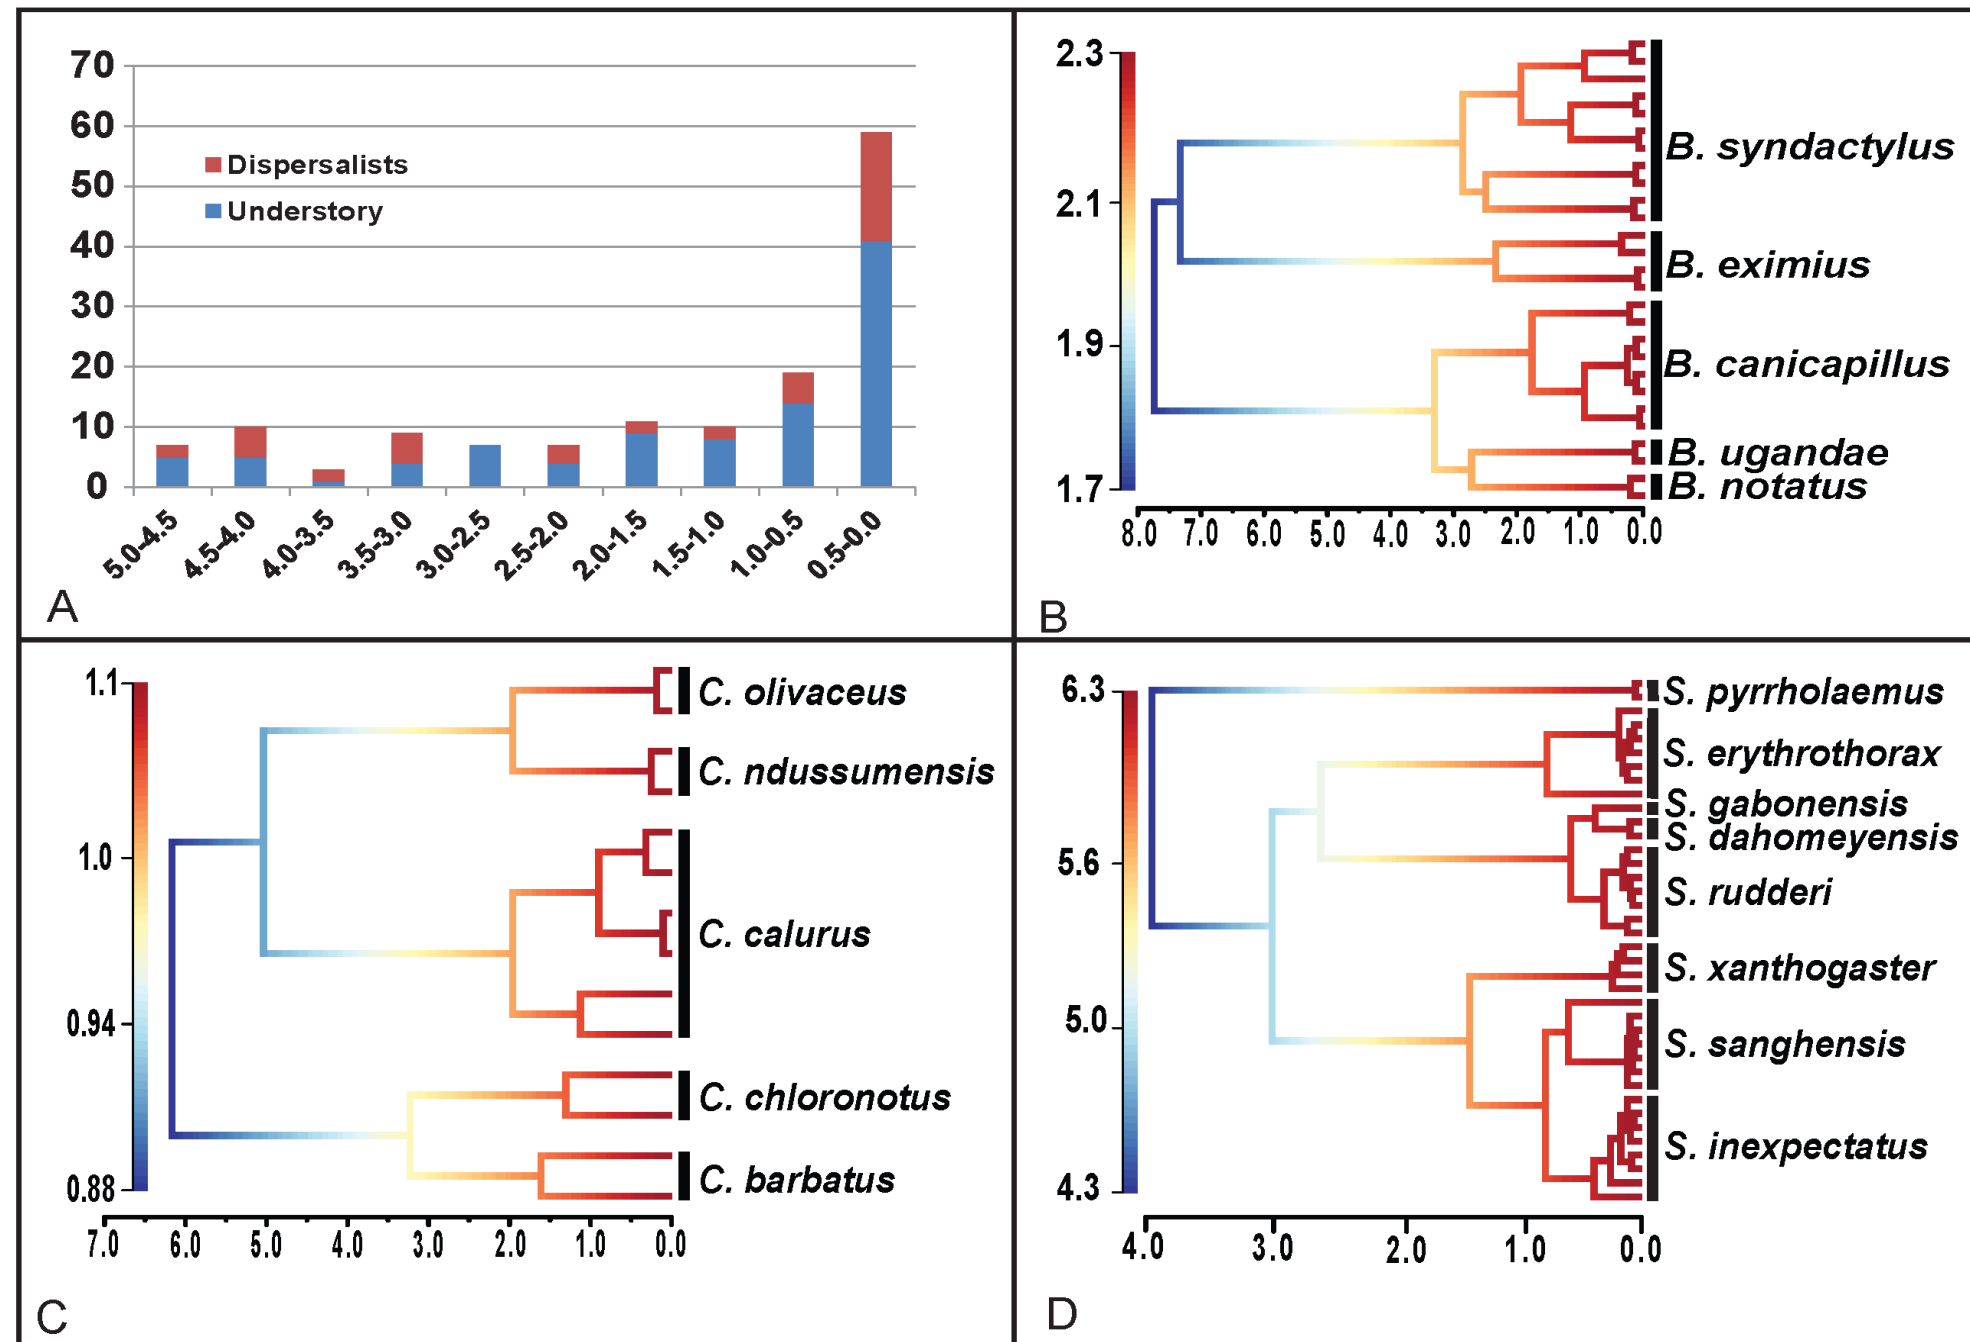 70
60
50
40
30
20
10
0
Dispersalists
Understory
5.0-4.5
4.5-4.0
4.0-3.5
3.5-3.0
3.0-2.5
2.5-2.0
2.0-1.5
1.5-1.0
1.0-0.5
0.5-0.0
A
2.3
2.1
1.9
1.7
B. syndactylus
B. eximius
B. canicapillus
B. ugandae
B. notatus
8.0 7.0 6.0 5.0 4.0 3.0 2.0 1.0 0.0
B
1.1
1.0
0.94
0.88
C. olivaceus
C. ndussumensis
C. calurus
C. chloronotus
C. barbatus
7.0 6.0 5.0 4.0 3.0 2.0 1.0 0.0
C
6.3
5.6
5.0
4.3
S. pyrrholaemus
S. erythrothorax
S. gabonensis
S. dahomeyensis
S. rudderi
S. xanthogaster
S. sanghensis
S. inexpectatus
4.0 3.0 2.0 1.0 0.0
D